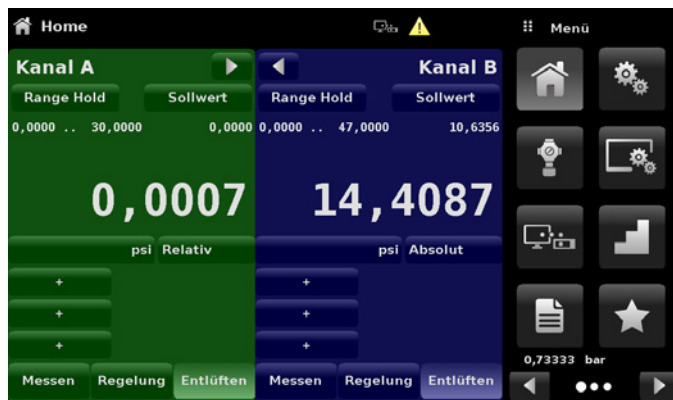 Home
Menü
Kanal A
Kanal B
Range Hold Sollwert
Range Hold Sollwert
0,0000 .. 30,0000 0,0000
0,0000 .. 47,0000 10,6356
0,0007
14,4087
psi Relativ
psi Absolut
+
+
+
+
+
+
Messen Regelung Entlüften
Messen Regelung Entlüften
0,73333 bar